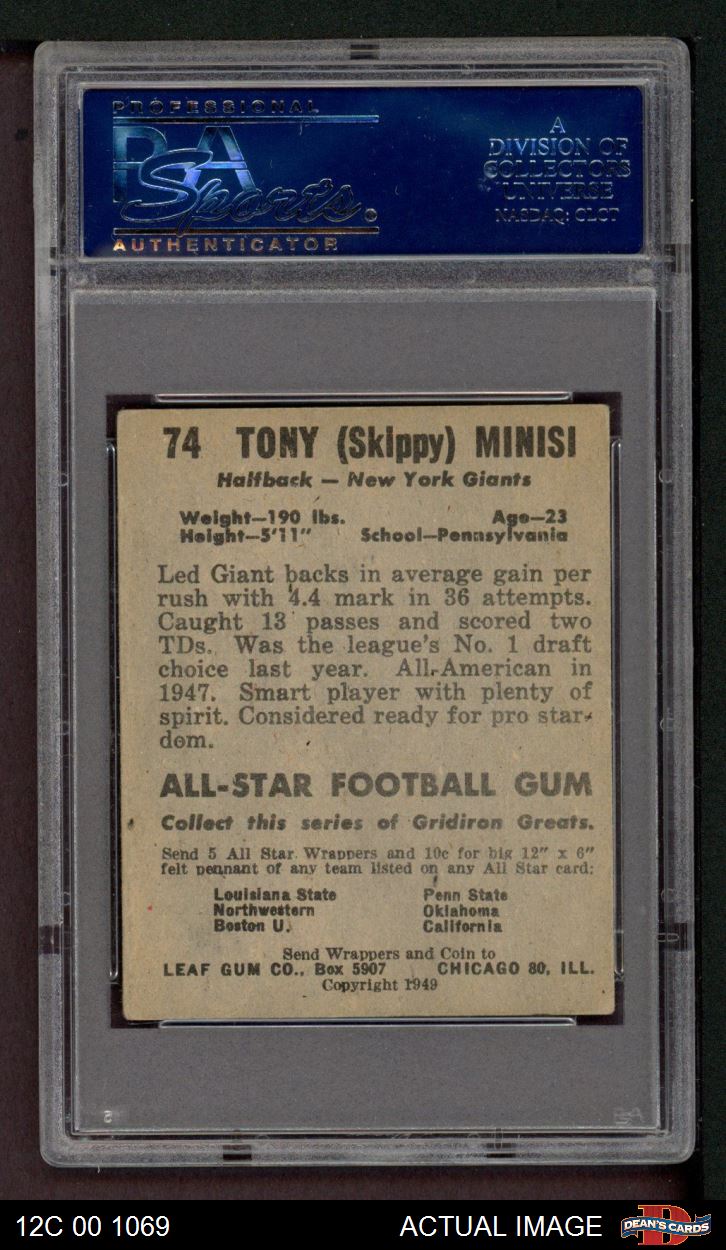 PROFESSIONAL
PSA
Sports
AUTHENTICATOR
A
DIVISION OF
COLLECTORS
UNIVERSE
NASDAQ: CLCT
74 TONY (Skippy) MINISI
Halfback — New York Giants
Weight—190 lbs. Age—23
Height—5'11" School—Pennsylvania
Led Giant backs in average gain per
rush with 4.4 mark in 36 attempts.
Caught 13 passes and scored two
TDs. Was the league's No. 1 draft
choice last year. All-American in
1947. Smart player with plenty of
spirit. Considered ready for pro star-
dom.
ALL-STAR FOOTBALL GUM
Collect this series of Gridiron Greats.
Send 5 All Star Wrappers and 10c for big 12" x 6"
felt pennant of any team listed on any All Star card:
Louisiana State Penn State
Northwestern Oklahoma
Boston U. California
Send Wrappers and Coin to
LEAF GUM CO., Box 5907 CHICAGO 80, ILL.
Copyright 1949
12C 00 1069 ACTUAL IMAGE DEAN'S CARDS